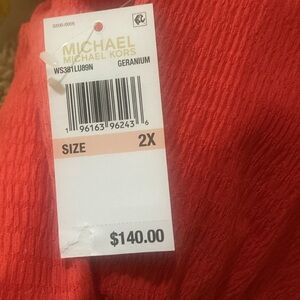 MICHAEL
MICHAEL KORS
WS381LU89N GERANIUM
1 96163 96243 6
SIZE 2X
$140.00